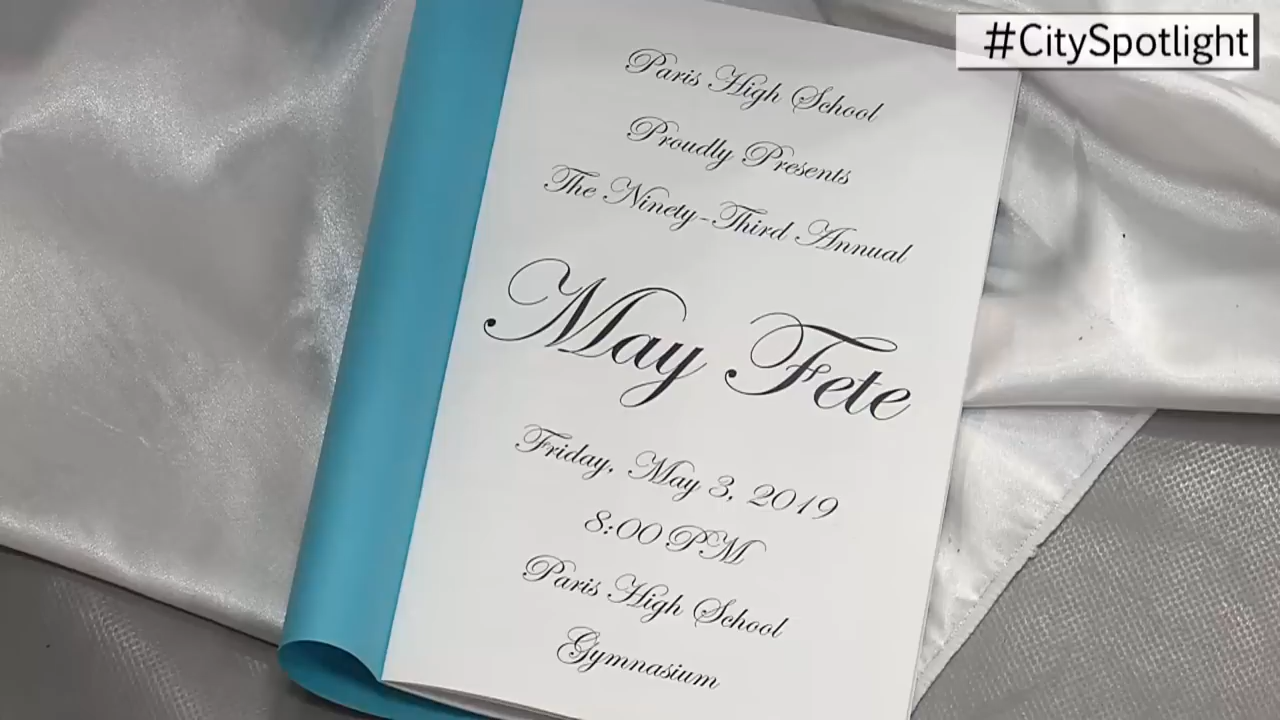 #CitySpotlight
Paris High School
Proudly Presents
The Ninety-Third Annual
May Fete
Friday, May 3, 2019
8:00 PM
Paris High School
Gymnasium